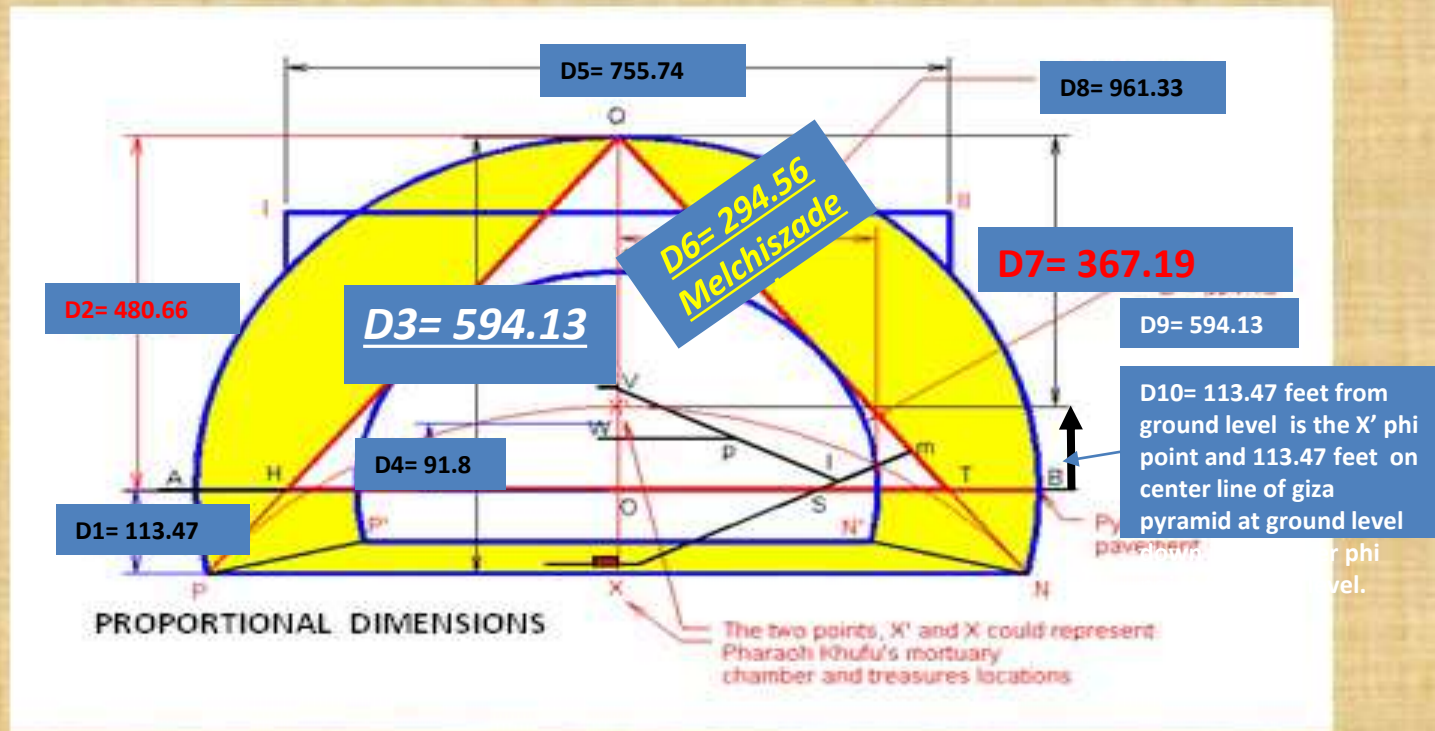 D5= 755.74
D8= 961.33
Q
I
II
D6= 294.56
Melchiszade
D7= 367.19
D2= 480.66
D3= 594.13
D9= 594.13
D10= 113.47 feet from
ground level is the X' phi
point and 113.47 feet on
center line of giza
pyramid at ground level
phi
V
W
p
m
D4= 91.8
A
H
I
T
B
O
S
D1= 113.47
P'
N'
pavement
P
X
N
PROPORTIONAL DIMENSIONS
The two points, X' and X could represent
Pharaoh Khufu's mortuary
chamber and treasures locations